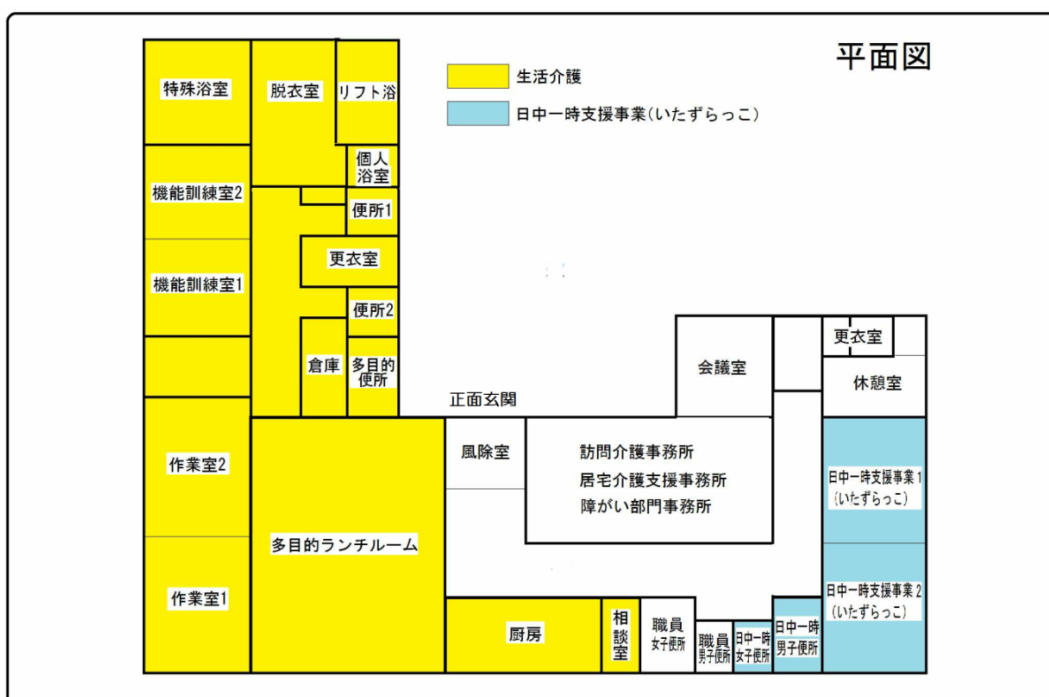 平面図
生活介護
日中一時支援事業(いたずらっこ)
特殊浴室
脱衣室
リフト浴
個人
浴室
機能訓練室2
便所1
更衣室
機能訓練室1
便所2
倉庫
多目的
便所
更衣室
会議室
休憩室
正面玄関
作業室2
風除室
訪問介護事務所
居宅介護支援事務所
障がい部門事務所
日中一時支援事業1
(いたずらっこ)
多目的ランチルーム
作業室1
日中一時支援事業2
(いたずらっこ)
厨房
相
談
室
職員
女子便所
職員
男子便所
日中一時
女子便所
日中一時
男子便所